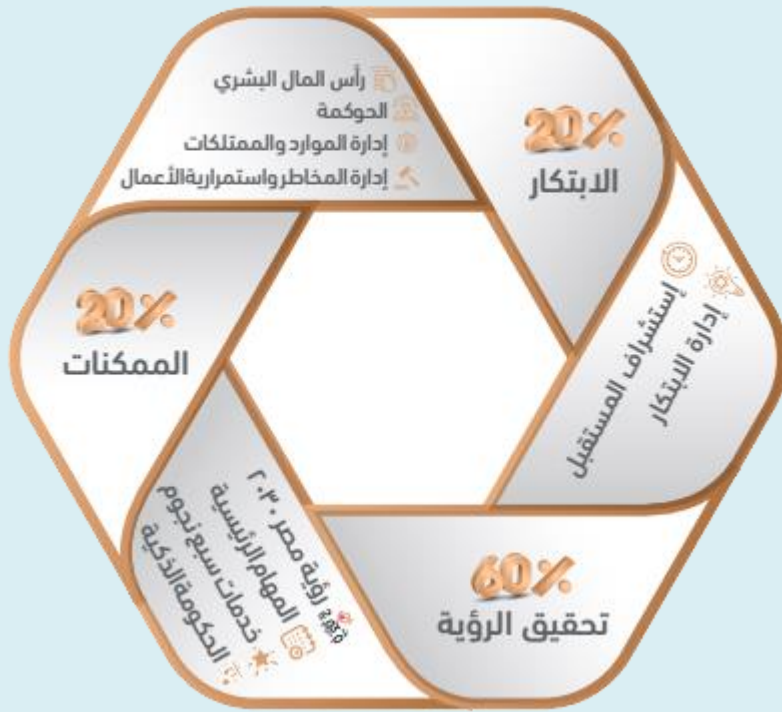 رأس المال البشري
الحوكمة
إدارة الموارد والممتلكات
إدارة المخاطر واستمرارية الأعمال
20%
الابتكار
إستشراف المستقبل
إدارة الابتكار
20%
الممكنات
رؤية مصر ٢٠٣٠
المهام الرئيسية
خدمات سبع نجوم
الحكومة الذكية
60%
تحقيق الرؤية